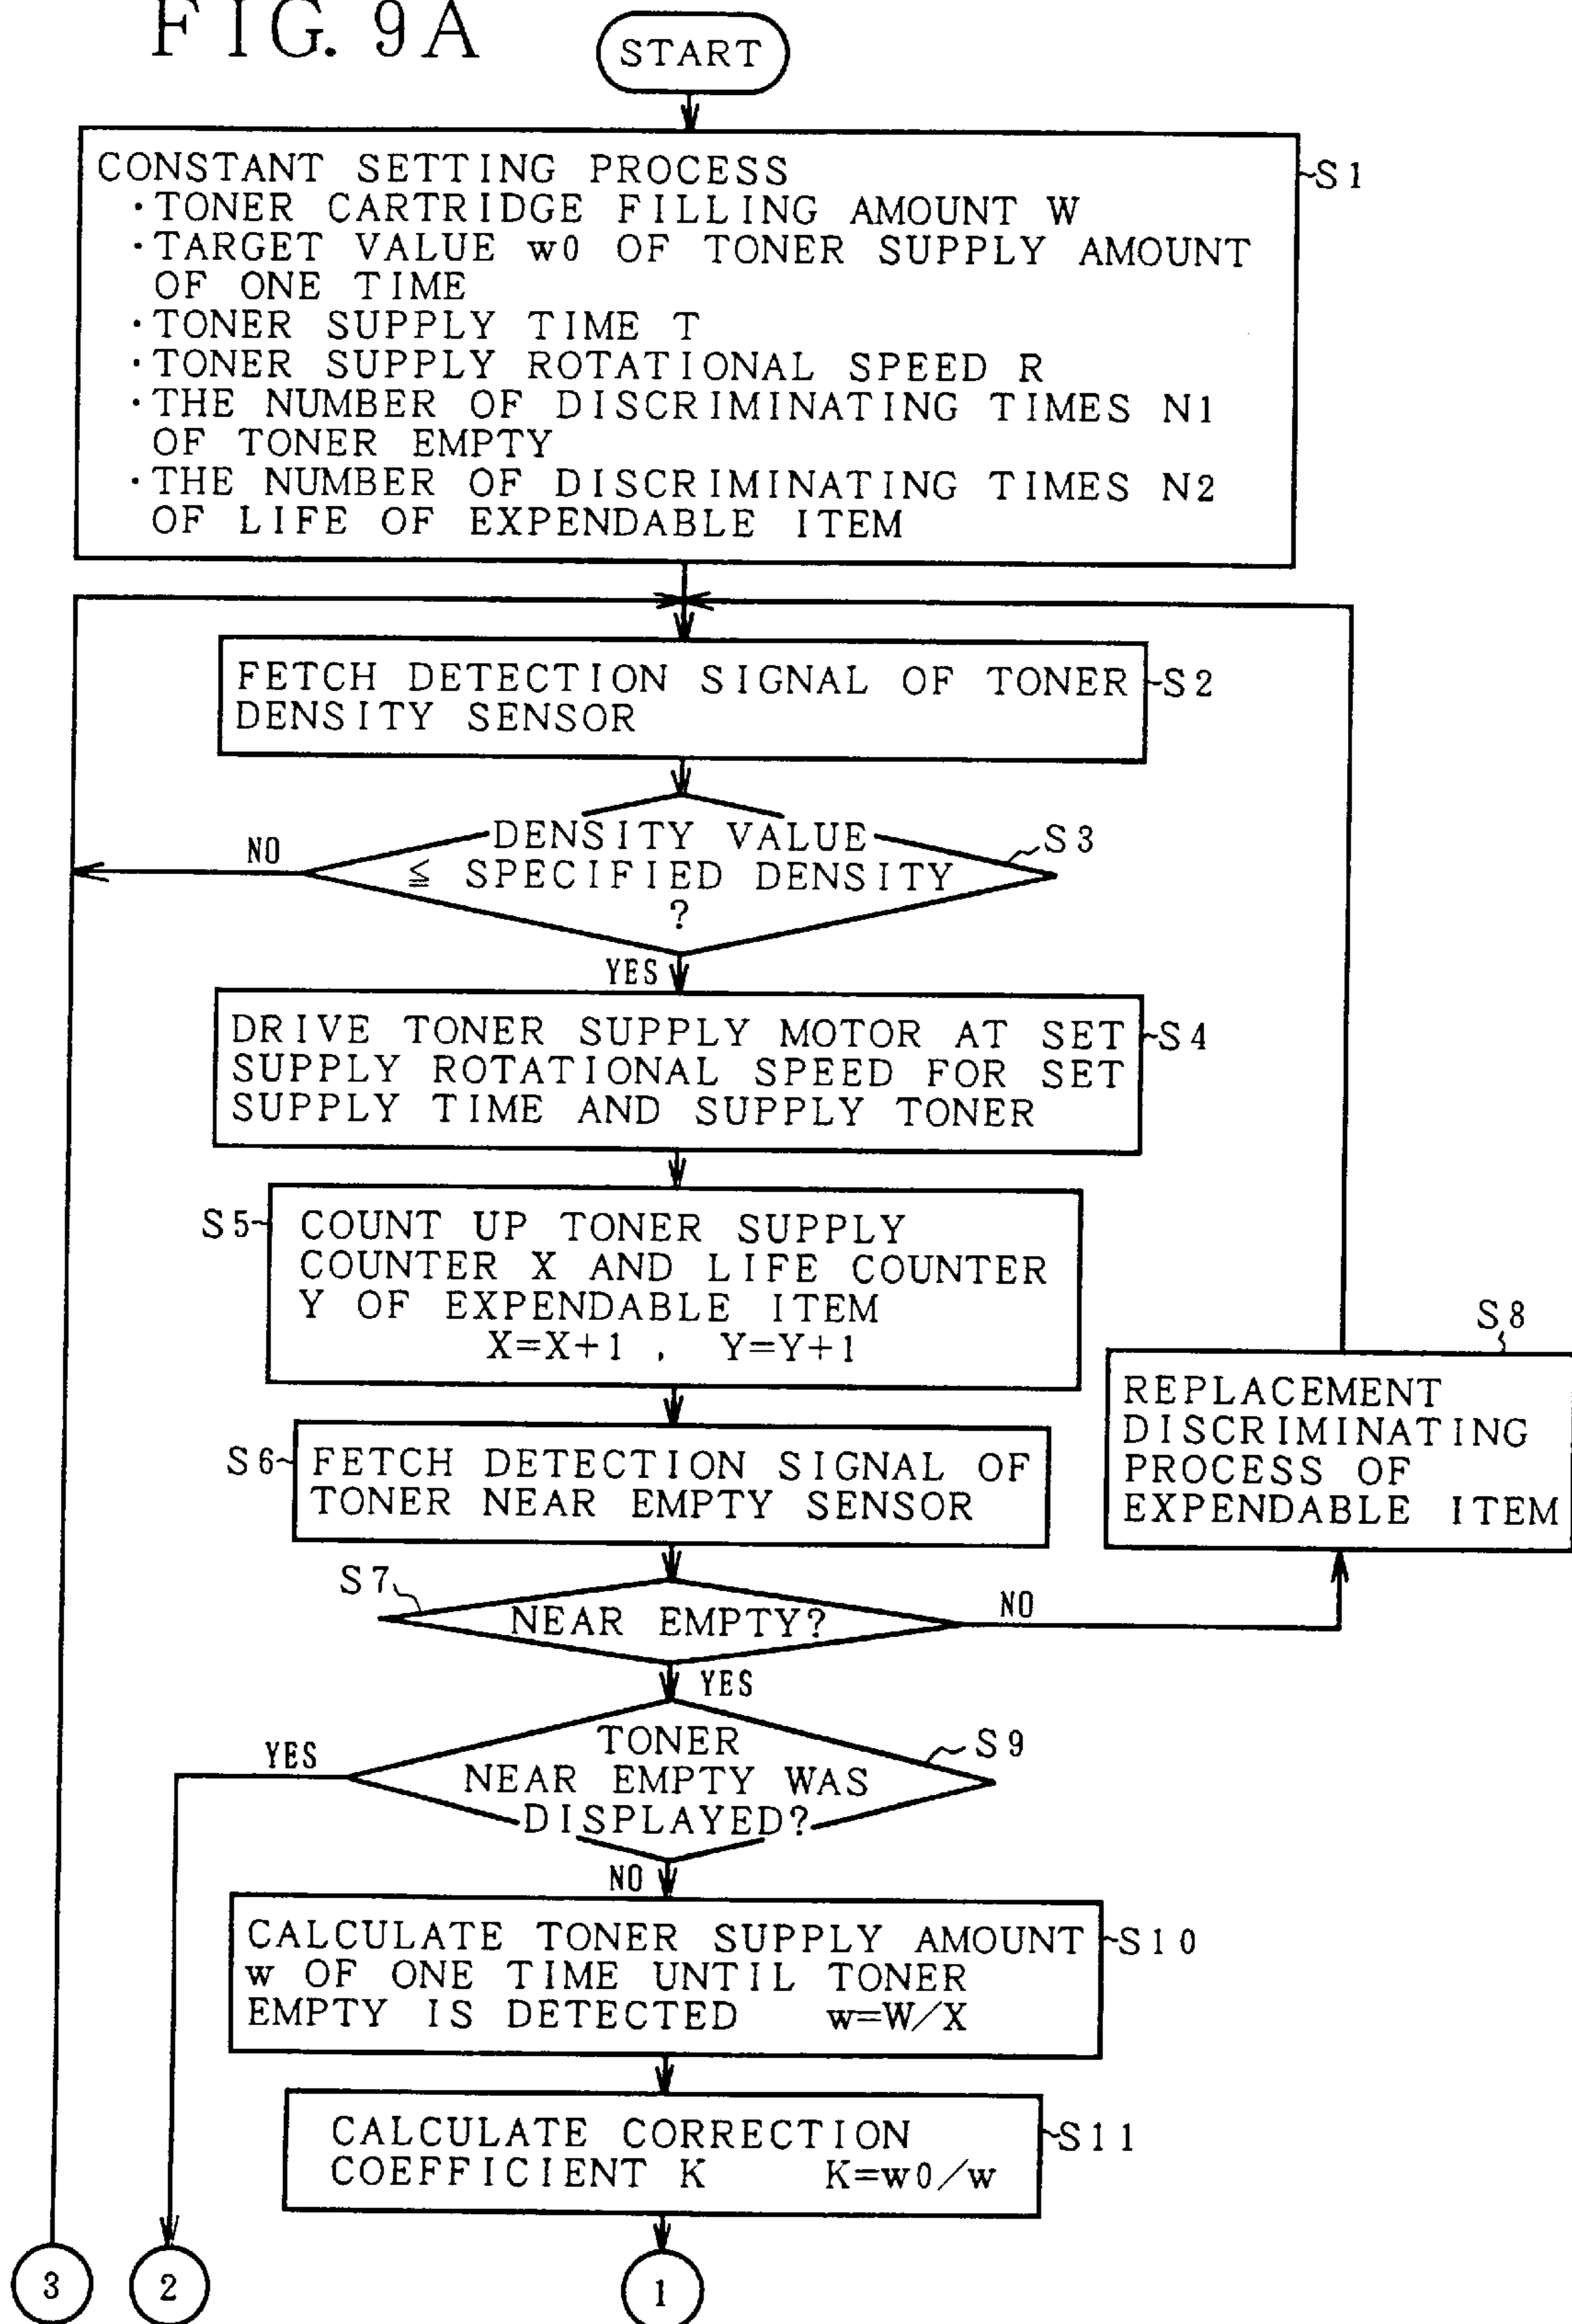 FIG. 9A
START
CONSTANT SETTING PROCESS
・TONER CARTRIDGE FILLING AMOUNT W
・TARGET VALUE w0 OF TONER SUPPLY AMOUNT
OF ONE TIME
・TONER SUPPLY TIME T
・TONER SUPPLY ROTATIONAL SPEED R
・THE NUMBER OF DISCRIMINATING TIMES N1
OF TONER EMPTY
・THE NUMBER OF DISCRIMINATING TIMES N2
OF LIFE OF EXPENDABLE ITEM
S1
FETCH DETECTION SIGNAL OF TONER
DENSITY SENSOR
S2
DENSITY VALUE
≦ SPECIFIED DENSITY
?
S3
NO
YES
DRIVE TONER SUPPLY MOTOR AT SET
SUPPLY ROTATIONAL SPEED FOR SET
SUPPLY TIME AND SUPPLY TONER
S4
S5
COUNT UP TONER SUPPLY
COUNTER X AND LIFE COUNTER
Y OF EXPENDABLE ITEM
X=X+1 , Y=Y+1
S6
FETCH DETECTION SIGNAL OF
TONER NEAR EMPTY SENSOR
S8
REPLACEMENT
DISCRIMINATING
PROCESS OF
EXPENDABLE ITEM
S7
NEAR EMPTY?
NO
YES
TONER
NEAR EMPTY WAS
DISPLAYED?
S9
YES
NO
CALCULATE TONER SUPPLY AMOUNT
w OF ONE TIME UNTIL TONER
EMPTY IS DETECTED w=W/X
S10
CALCULATE CORRECTION
COEFFICIENT K K=w0/w
S11
3
2
1